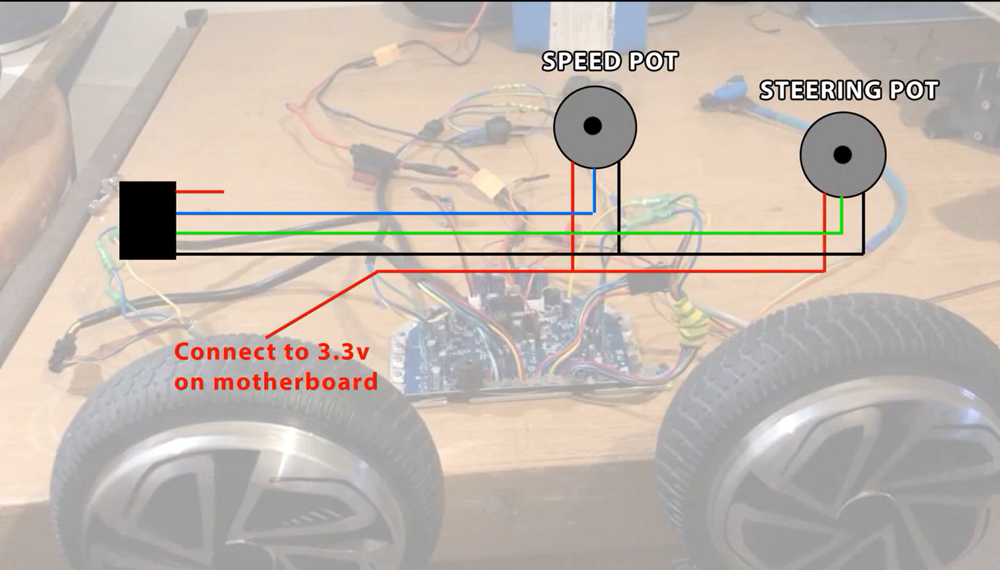 SPEED POT
STEERING POT
Connect to 3.3v
on motherboard